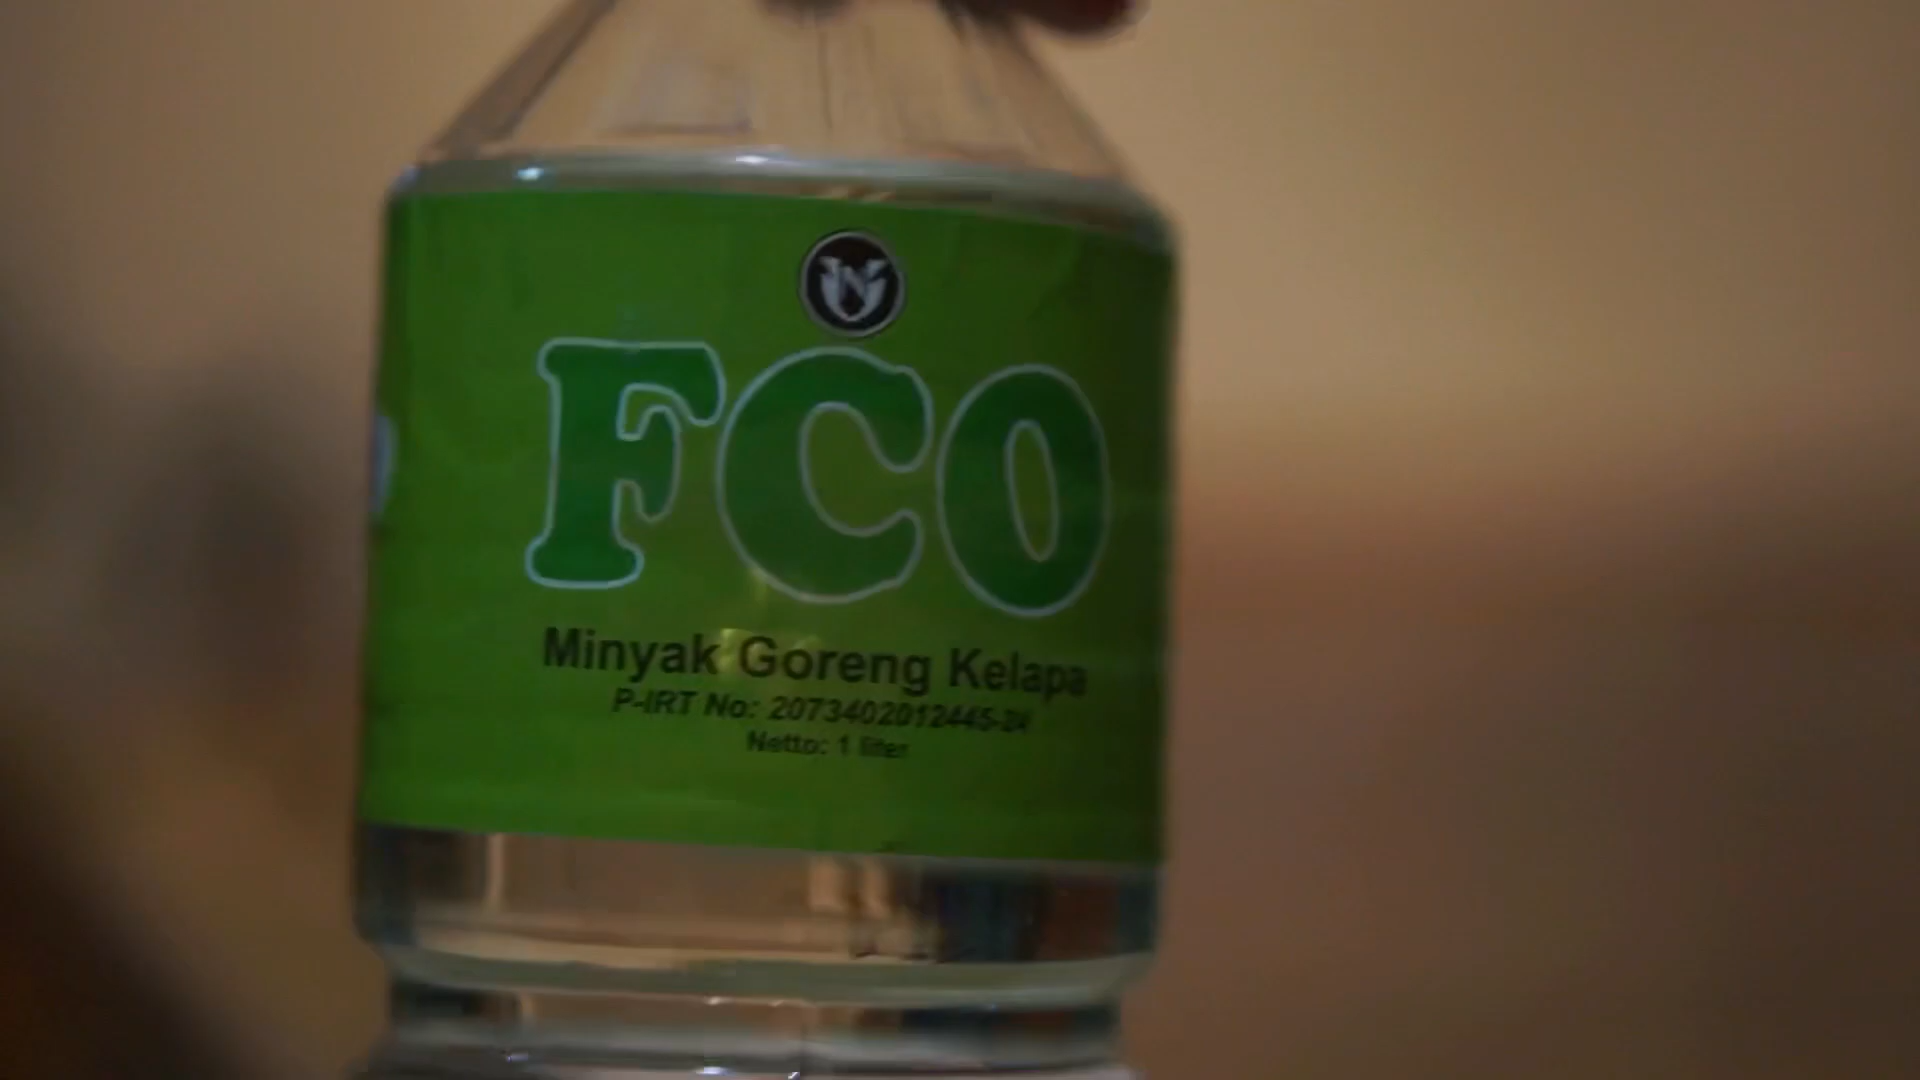 FCO
Minyak Goreng Kelapa
P-IRT No: 2073402012445-24
Netto: 1 liter